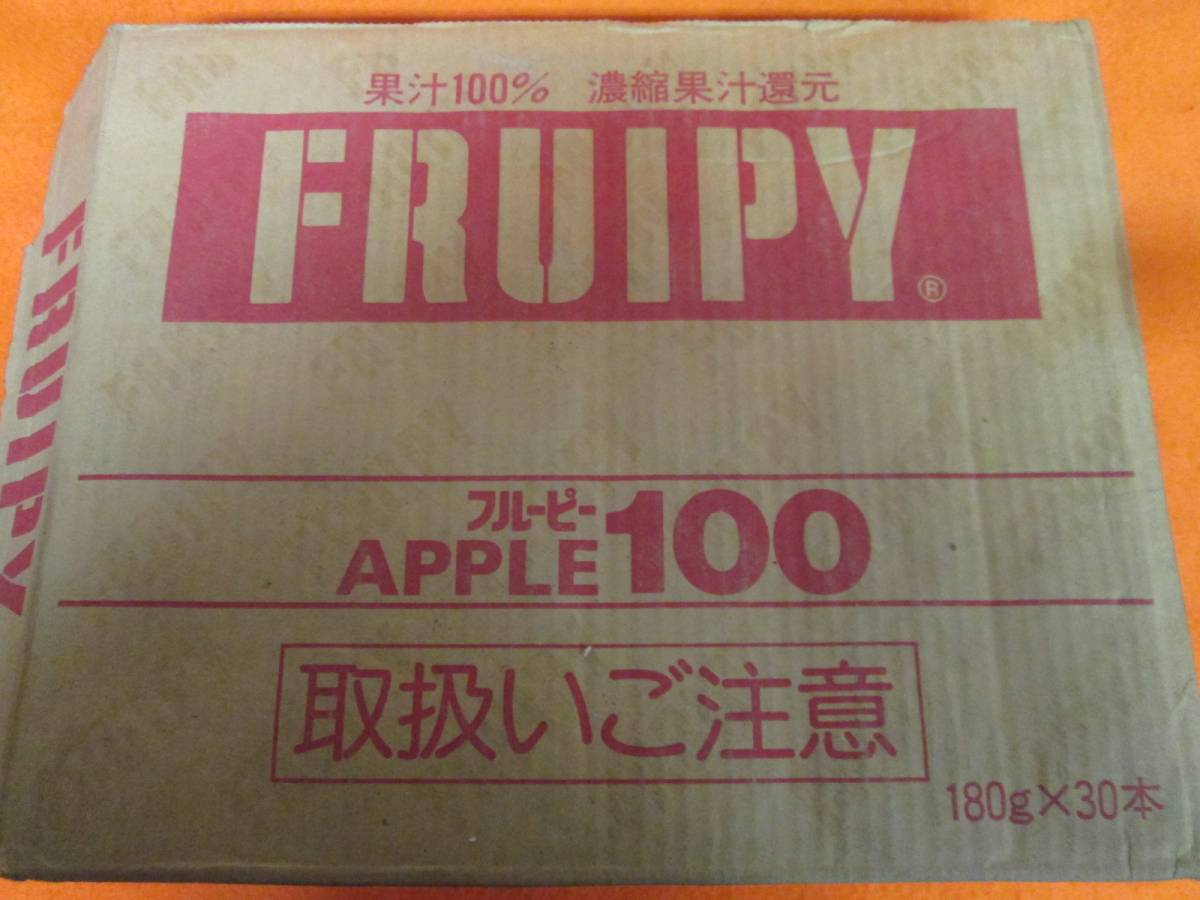 果汁100% 濃縮果汁還元
FRUIPY®
フルーピー
APPLE100
取扱いご注意
180g×30本
FRUIPY